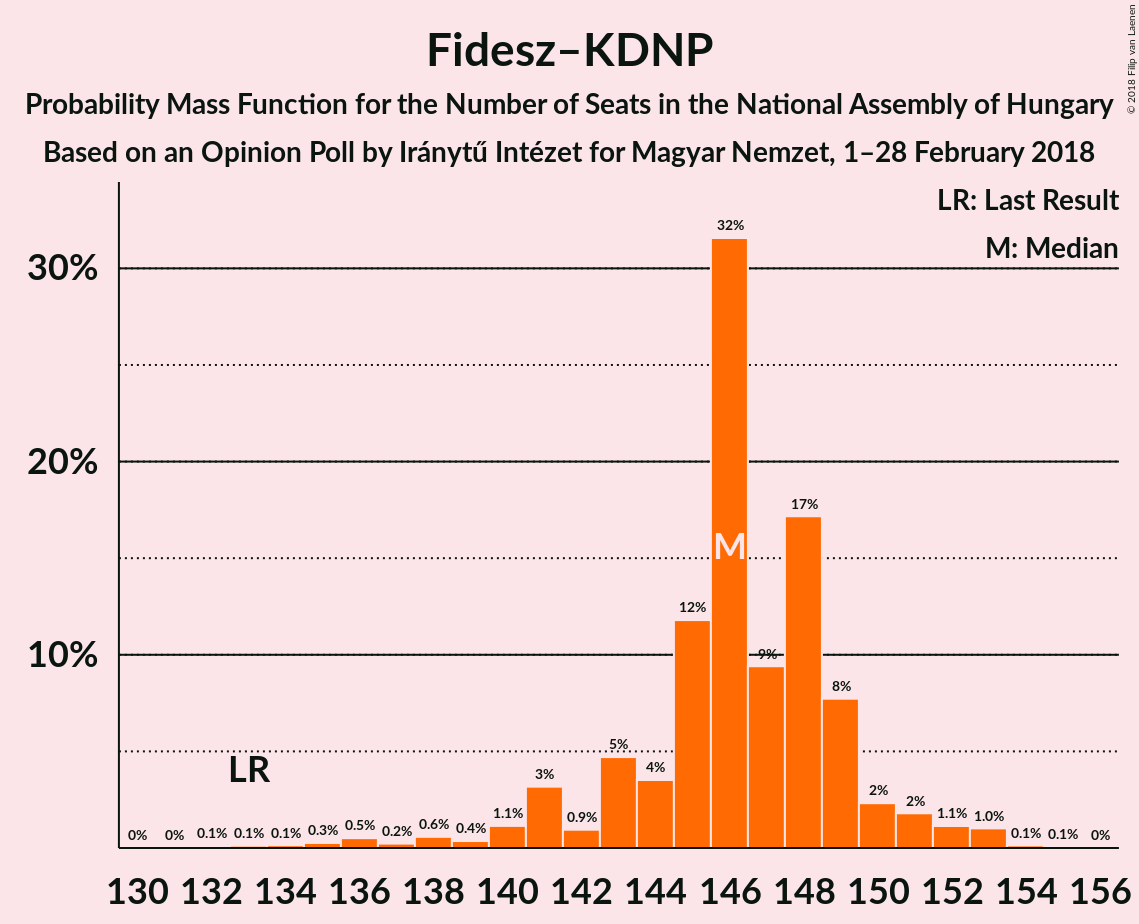 Fidesz–KDNP
Probability Mass Function for the Number of Seats in the National Assembly of Hungary
Based on an Opinion Poll by Iránytű Intézet for Magyar Nemzet, 1–28 February 2018
© 2018 Filip van Laenen
LR: Last Result
M: Median
30%
20%
10%
LR
M
0% 0% 0.1% 0.1% 0.1% 0.3% 0.5% 0.2% 0.6% 0.4% 1.1% 3% 0.9% 5% 4% 12% 32% 9% 17% 8% 2% 2% 1.1% 1.0% 0.1% 0.1% 0%
130 132 134 136 138 140 142 144 146 148 150 152 154 156